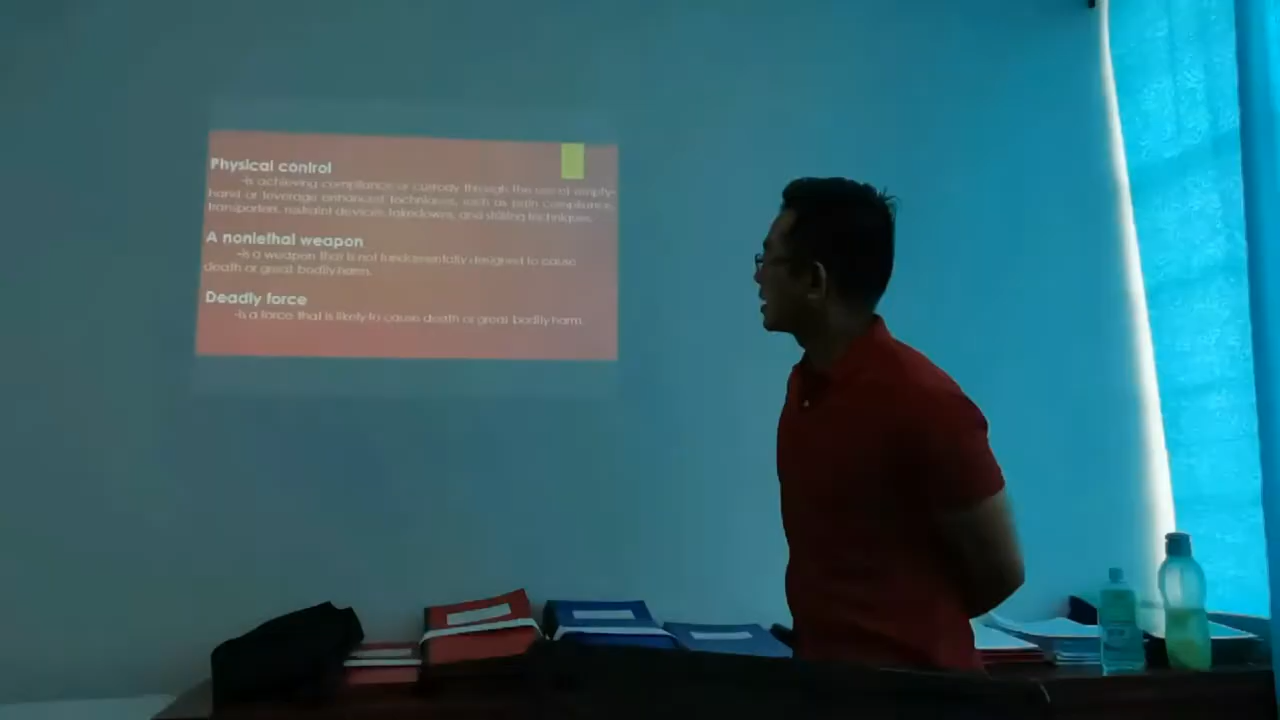 Physical control
-is achieving compliance or custody through the use of empty-
hand or leverage enhanced techniques, such as pain compliance,
transporters, restraint devices, takedowns, and striking techniques.
A nonlethal weapon
-is a weapon that is not fundamentally designed to cause
death or great bodily harm.
Deadly force
-is a force that is likely to cause death or great bodily harm.